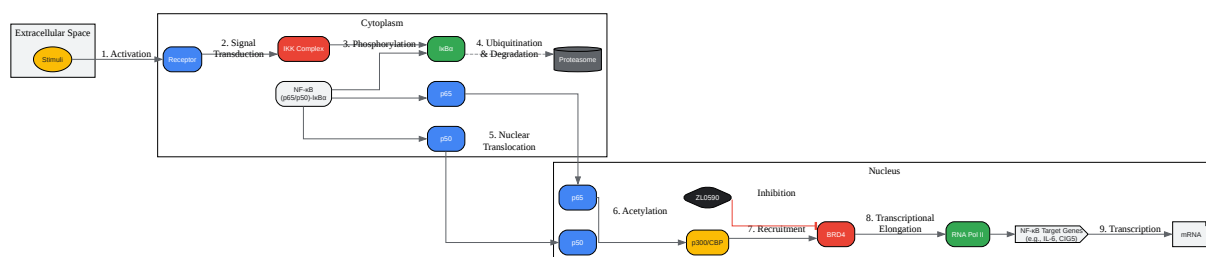 Cytoplasm
Extracellular Space
Stimuli
1. Activation
Receptor
2. Signal
Transduction
IKK Complex
3. Phosphorylation
IκBα
4. Ubiquitination
& Degradation
Proteasome
NF-κB
(p65/p50)-IκBα
p65
p50
5. Nuclear
Translocation
Nucleus
p65
p50
6. Acetylation
ZL0590
Inhibition
p300/CBP
7. Recruitment
BRD4
8. Transcriptional
Elongation
RNA Pol II
NF-κB Target Genes
(e.g., IL-6, CIG5)
9. Transcription
mRNA